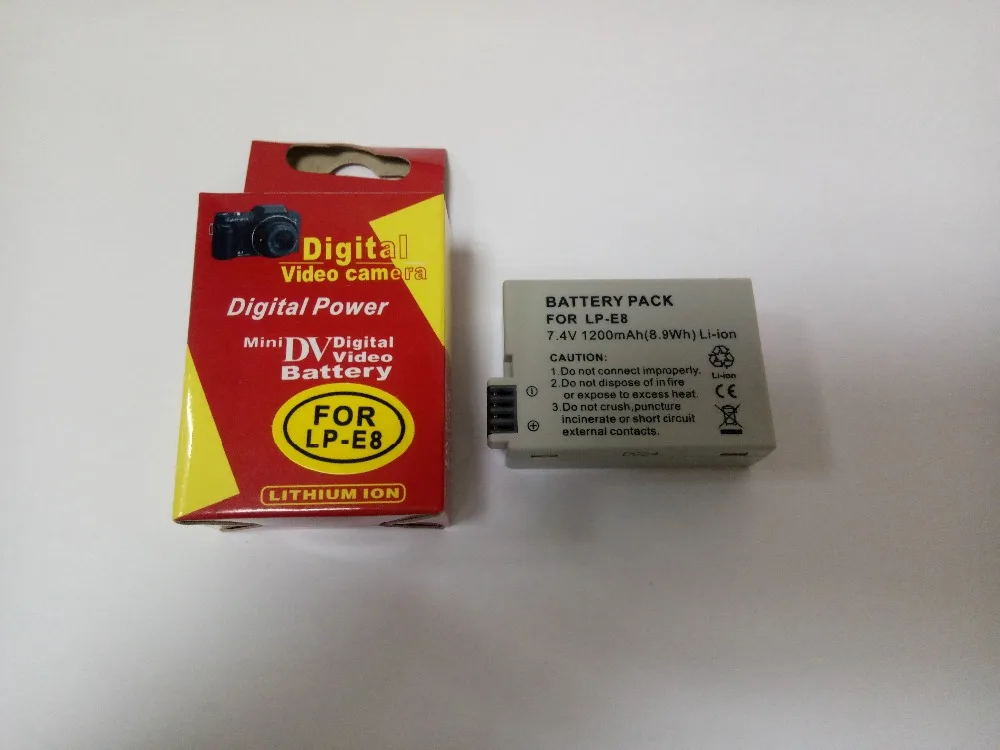 Digital
Video camera
Digital Power
Mini DV Digital
Video
Battery
FOR
LP-E8
LITHIUM ION
BATTERY PACK
FOR LP-E8
7.4V 1200mAh(8.9Wh) Li-ion
CAUTION:
1.Do not connect improperly.
2.Do not dispose of in fire
or expose to excess heat.
3.Do not crush,puncture
incinerate or short circuit
external contacts.
Li-ion
CE